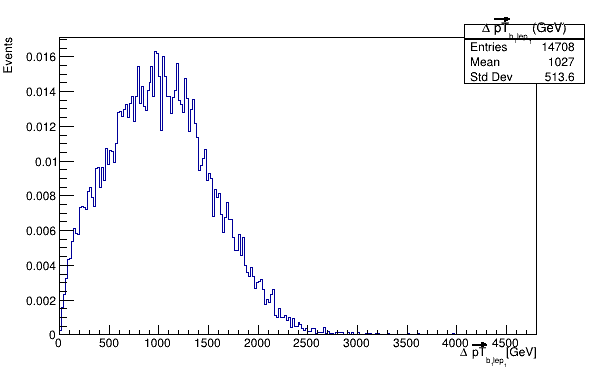 Δ pT b₁lep₁ (GeV)
Entries 14708
Mean 1027
Std Dev 513.6
Events
0.016
0.014
0.012
0.01
0.008
0.006
0.004
0.002
0
0 500 1000 1500 2000 2500 3000 3500 4000 4500
Δ pT b₁lep₁ [GeV]